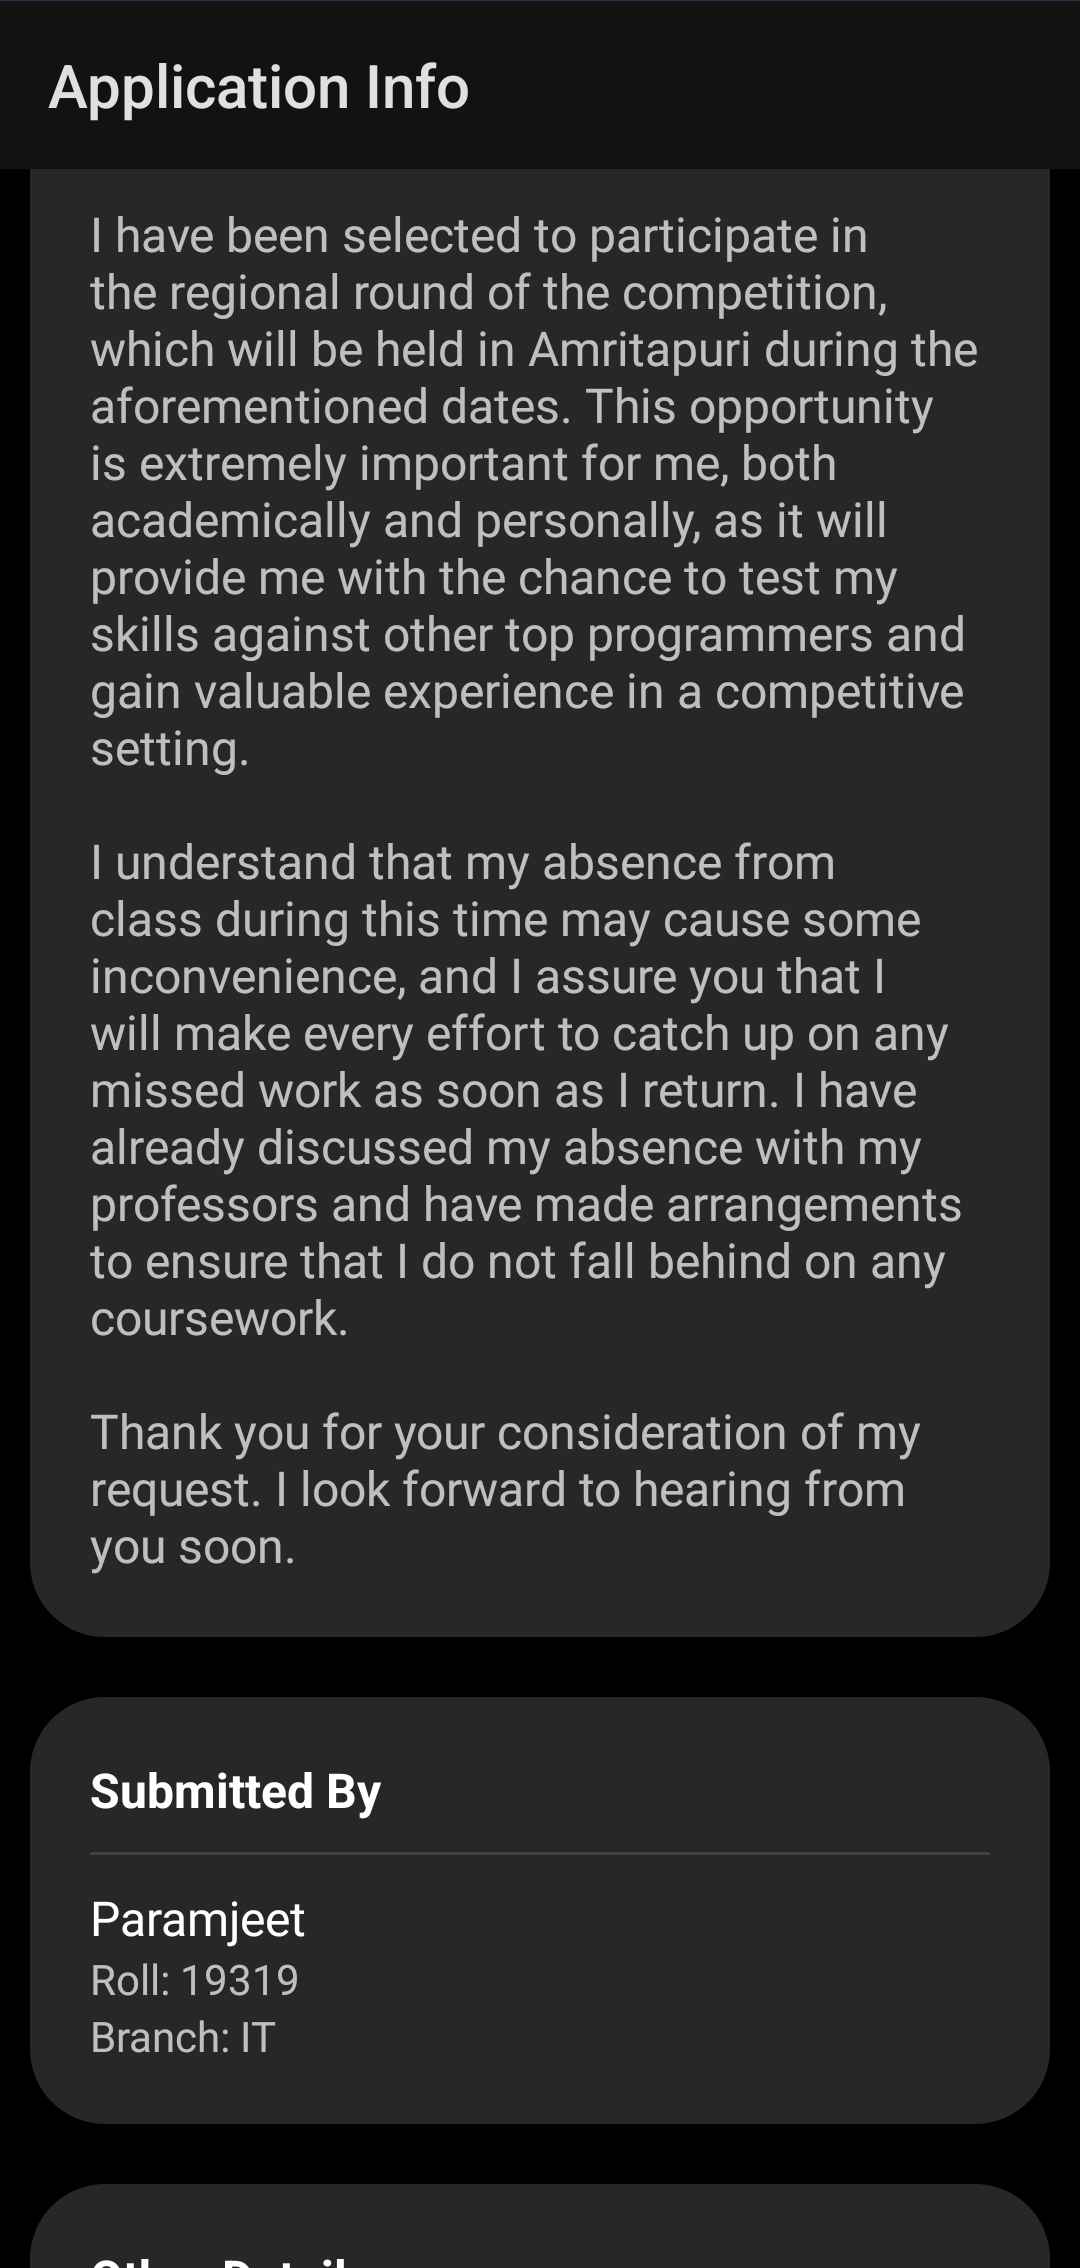 Application Info
I have been selected to participate in
the regional round of the competition,
which will be held in Amritapuri during the
aforementioned dates. This opportunity
is extremely important for me, both
academically and personally, as it will
provide me with the chance to test my
skills against other top programmers and
gain valuable experience in a competitive
setting.
I understand that my absence from
class during this time may cause some
inconvenience, and I assure you that I
will make every effort to catch up on any
missed work as soon as I return. I have
already discussed my absence with my
professors and have made arrangements
to ensure that I do not fall behind on any
coursework.
Thank you for your consideration of my
request. I look forward to hearing from
you soon.
Submitted By
Paramjeet
Roll: 19319
Branch: IT